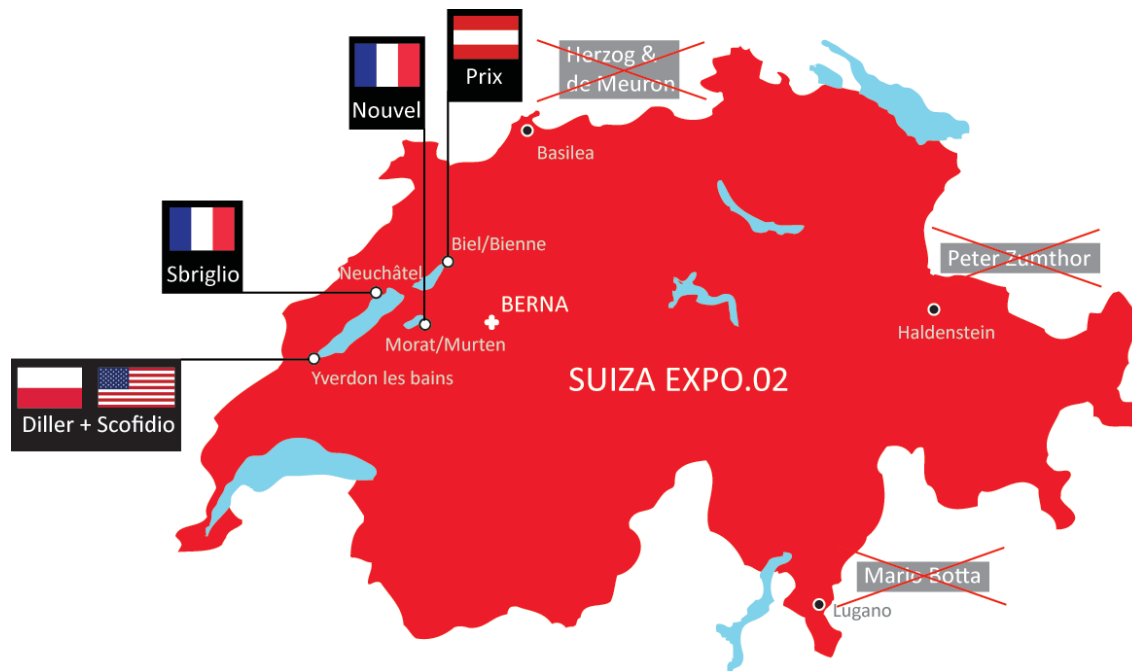 Prix
Herzog &
de Meuron
Nouvel
Basilea
Sbriglio
Biel/Bienne
Neuchâtel
Peter Zumthor
BERNA
Haldenstein
Morat/Murten
Yverdon les bains
SUIZA EXPO.02
Diller + Scofidio
Mario Botta
Lugano